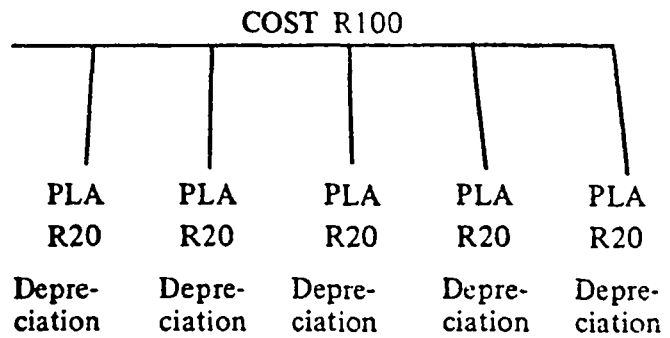 COST R100
PLA PLA PLA PLA PLA
R20 R20 R20 R20 R20
Depre- Depre- Depre- Depre- Depre-
ciation ciation ciation ciation ciation